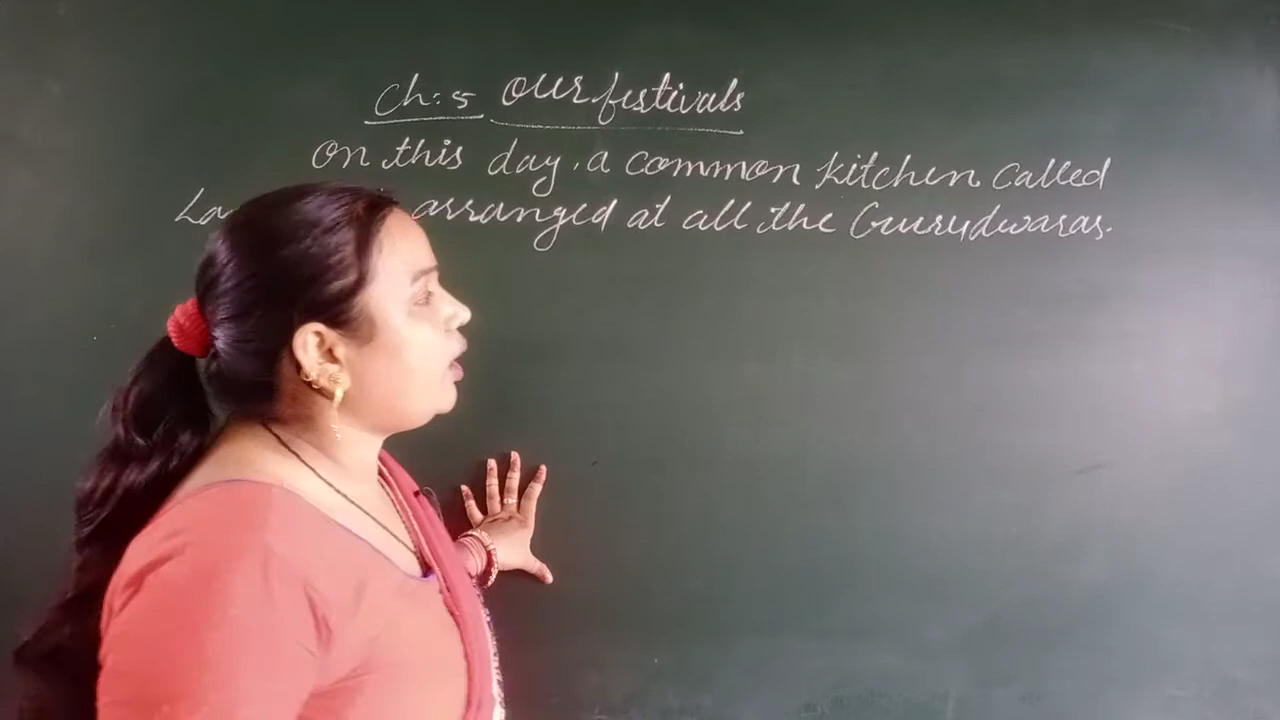 Ch:5 Our festivals
On this day, a common kitchen called
arranged at all the Gurudwaras.